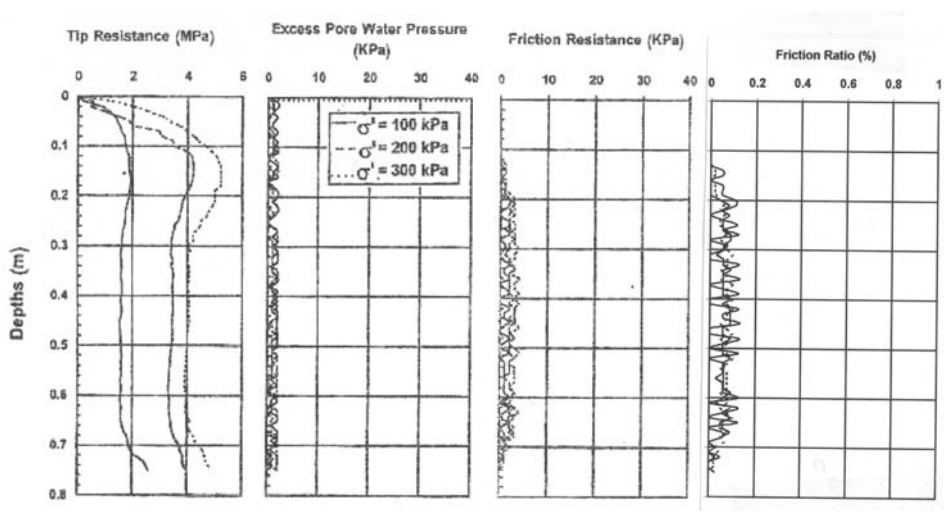 Tip Resistance (MPa)
0 2 4 6
Excess Pore Water Pressure
(KPa)
0 10 20 30 40
Friction Resistance (KPa)
0 10 20 30 40
Friction Ratio (%)
0 0.2 0.4 0.6 0.8 1
Depths (m)
0
0.1
0.2
0.3
0.4
0.5
0.6
0.7
0.8
σ' = 100 kPa
σ' = 200 kPa
σ' = 300 kPa